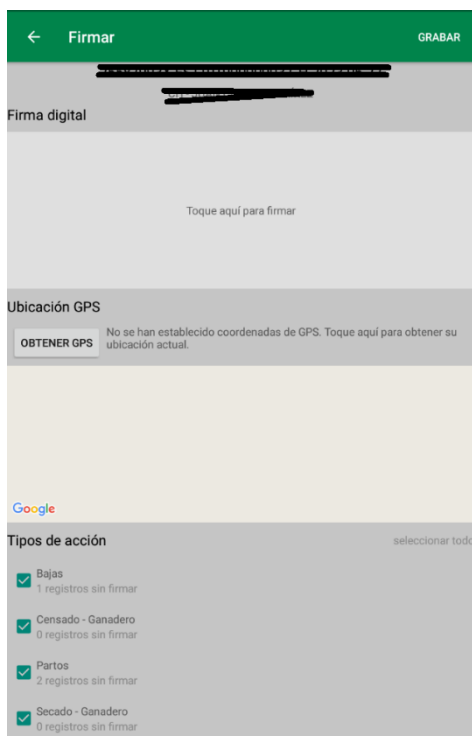 Firmar
GRABAR
Firma digital
Toque aquí para firmar
Ubicación GPS
OBTENER GPS
No se han establecido coordenadas de GPS. Toque aquí para obtener su
ubicación actual.
Google
Tipos de acción
seleccionar todo
Bajas
1 registros sin firmar
Censado - Ganadero
0 registros sin firmar
Partos
2 registros sin firmar
Secado - Ganadero
0 registros sin firmar